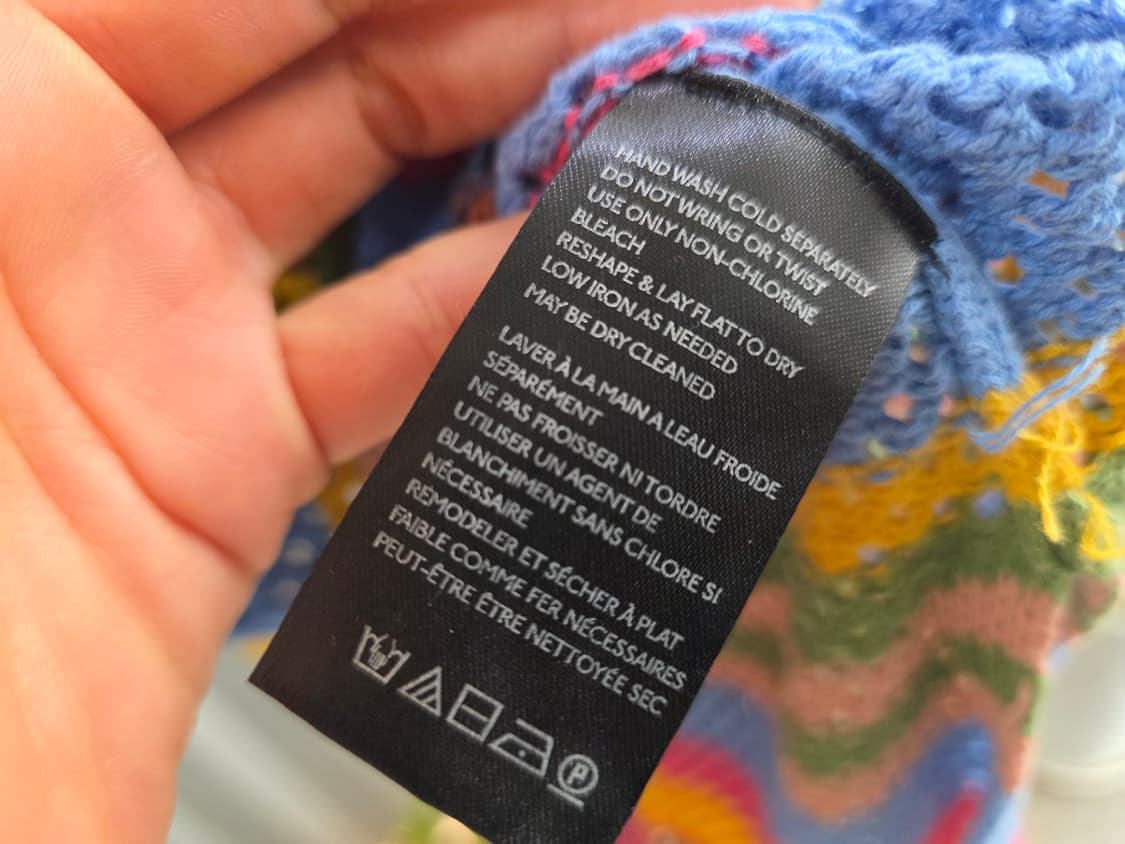 HAND WASH COLD SEPARATELY
DO NOT WRING OR TWIST
USE ONLY NON-CHLORINE
BLEACH
RESHAPE & LAY FLAT TO DRY
LOW IRON AS NEEDED
MAY BE DRY CLEANED
LAVER À LA MAIN A LEAU FROIDE
SÉPARÉMENT
NE PAS FROISSER NI TORDRE
UTILISER UN AGENT DE
BLANCHIMENT SANS CHLORE SI
NÉCESSAIRE
REMODELER ET SÉCHER À PLAT
FAIBLE COMME FER NÉCESSAIRES
PEUT-ÊTRE ÊTRE NETTOYÉE SEC
P